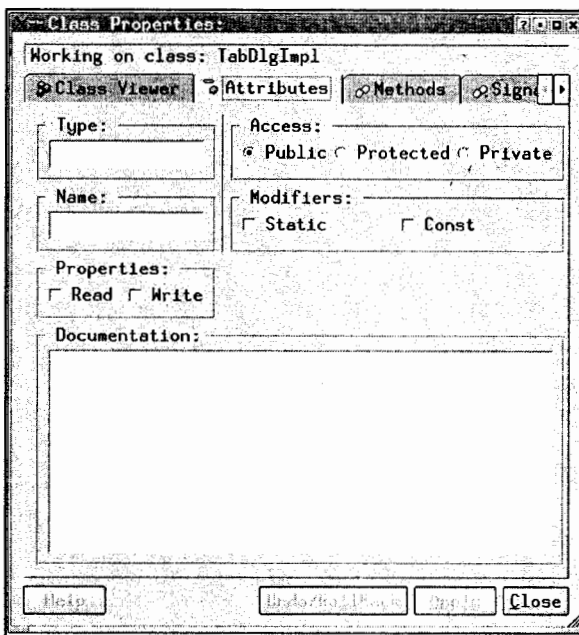 Class Properties:
Working on class: TabDlgImpl
Class Viewer Attributes Methods Signa
Type:
Access:
Public Protected Private
Name:
Modifiers:
Static Const
Properties:
Read Write
Documentation:
Help Apply Close